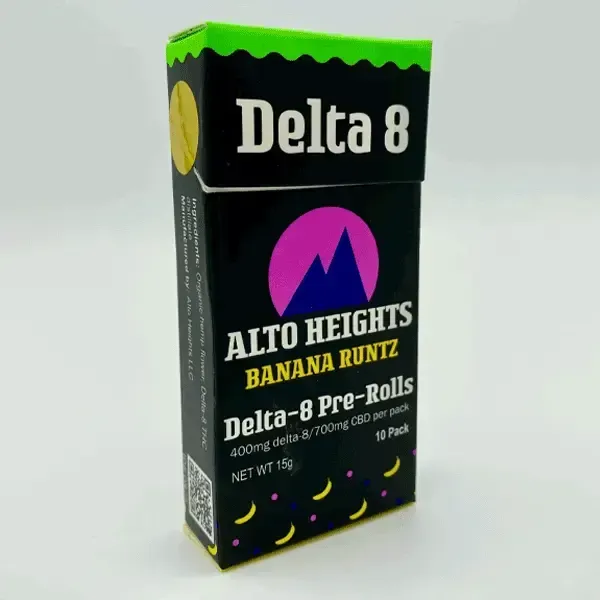 Delta 8
ALTO HEIGHTS
BANANA RUNTZ
Delta-8 Pre-Rolls
400mg delta-8/700mg CBD per pack
10 Pack
NET WT 15g
Ingredients: Organic Hemp flower, Delta-8 THC
distillate
Manufactured by: Alto Heights LLC